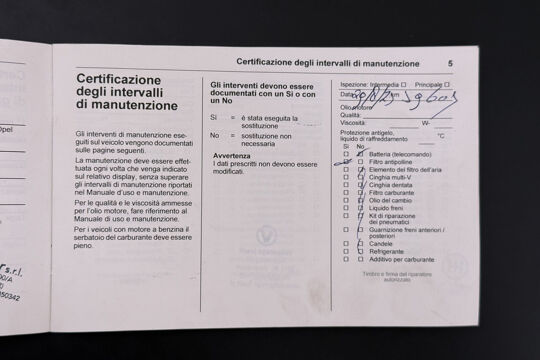 Certificazione degli intervalli di manutenzione 5
Certificazione
degli intervalli
di manutenzione
Gli interventi di manutenzione ese-
guiti sul veicolo vengono documentati
sulle pagine seguenti.
La manutenzione deve essere effet-
tuata ogni volta che venga indicato
sul relativo display, senza superare
gli intervalli di manutenzione riportati
nel Manuale d'uso e manutenzione.
Per le qualità e le viscosità ammesse
per l'olio motore, fare riferimento al
Manuale di uso e manutenzione.
Per i veicoli con motore a benzina il
serbatoio del carburante deve essere
pieno.
Gli interventi devono essere
documentati con un Sì o con
un No
Sì = è stata eseguita la
sostituzione
No = sostituzione non
necessaria
Avvertenza
I dati prescritti non devono essere
modificati.
Ispezione: Intermedia ☐ Principale ☐
Data km
Olio motore
Qualità:
Viscosità: W-
Protezione antigelo,
liquido di raffreddamento °C
Sì No
Batteria (telecomando)
Filtro antipolline
Elemento del filtro dell'aria
Cinghia multi-V
Cinghia dentata
Filtro carburante
Olio del cambio
Liquido freni
Kit di riparazione
dei pneumatici
Guarnizione freni anteriori /
posteriori
Candele
Refrigerante
Additivo per carburante
Timbro e firma del riparatore
autorizzato
Opel
s.r.l.
00/A
350342